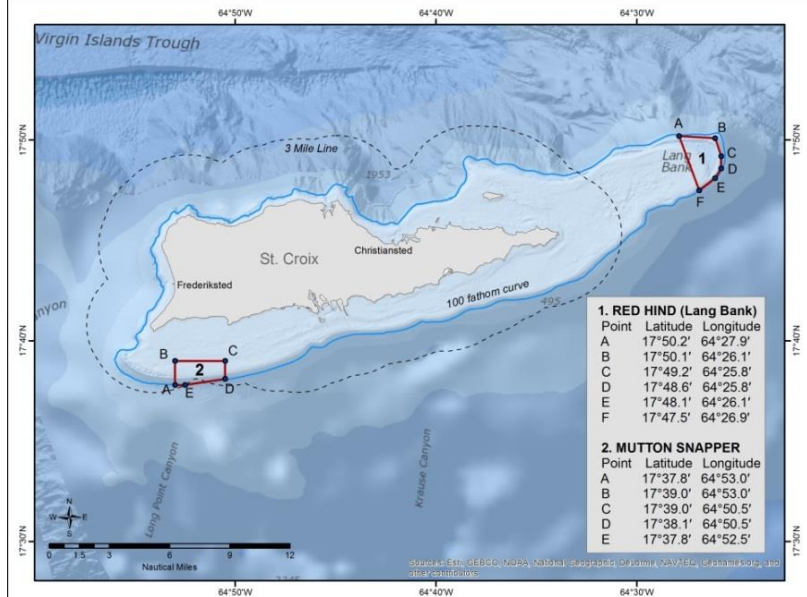 64°50'W 64°40'W 64°30'W
Virgin Islands Trough
17°50'N 17°50'N
3 Mile Line
1953
A
B
1
Lang
Bank
C
D
E
F
St. Croix
Christiansted
Frederiksted
100 fathom curve
495
anyon
17°40'N 17°40'N
B C
2
A E D
Long Point Canyon
Krause Canyon
1. RED HIND (Lang Bank)
Point Latitude Longitude
A 17°50.2' 64°27.9'
B 17°50.1' 64°26.1'
C 17°49.2' 64°25.8'
D 17°48.6' 64°25.8'
E 17°48.1' 64°26.1'
F 17°47.5' 64°26.9'
2. MUTTON SNAPPER
Point Latitude Longitude
A 17°37.8' 64°53.0'
B 17°39.0' 64°53.0'
C 17°39.0' 64°50.5'
D 17°38.1' 64°50.5'
E 17°37.8' 64°52.5'
N
W E
S
17°30'N 17°30'N
0 1.5 3 6 9 12
Nautical Miles
Sources: Esri, GEBCO, NOAA, National Geographic, DeLorme, NAVTEQ, Geonames.org, and
other contributors
64°50'W 64°40'W 64°30'W